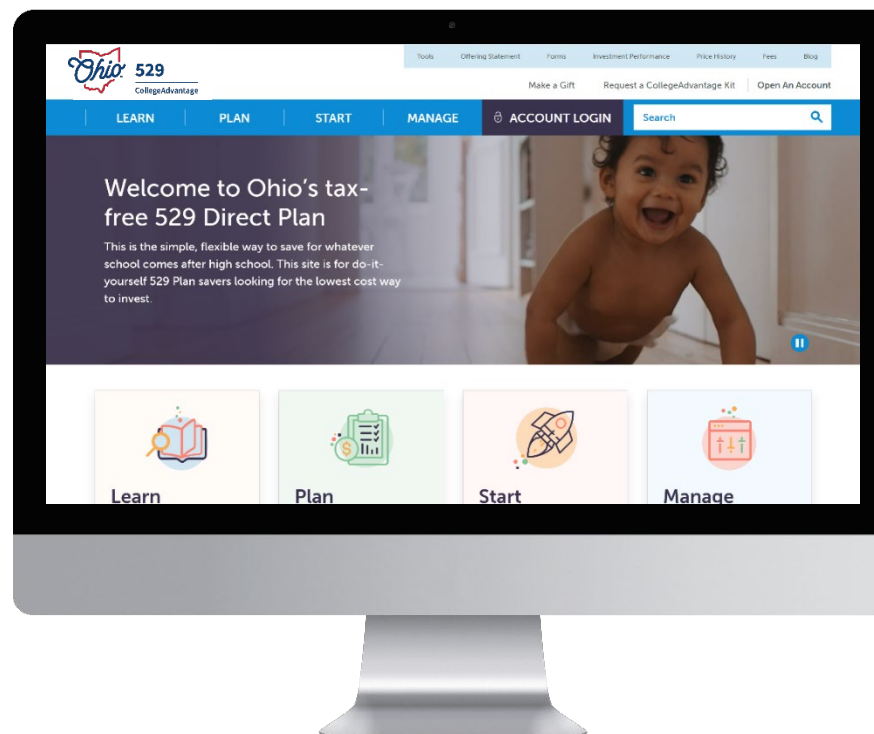 Ohio 529
CollegeAdvantage
Tools Offering Statement Forms Investment Performance Price History Fees Blog
Make a Gift Request a CollegeAdvantage Kit Open An Account
LEARN PLAN START MANAGE ACCOUNT LOGIN Search
Welcome to Ohio's tax-
free 529 Direct Plan
This is the simple, flexible way to save for whatever
school comes after high school. This site is for do-it-
yourself 529 Plan savers looking for the lowest cost way
to invest.
Learn Plan Start Manage